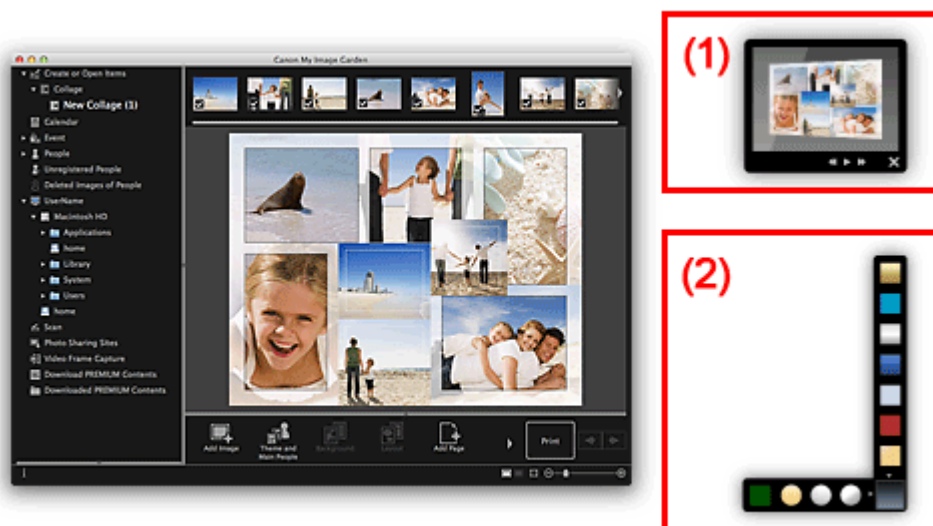 Canon My Image Garden
Create or Open Items
Collage
New Collage (1)
Calendar
Event
People
Unregistered People
Deleted Images of People
UserName
Macintosh HD
Applications
home
Library
System
Users
home
Scan
Photo Sharing Sites
Video Frame Capture
Download PREMIUM Contents
Downloaded PREMIUM Contents
Add Image
Theme and
Main People
Background
Layout
Add Page
Print
(1)
(2)